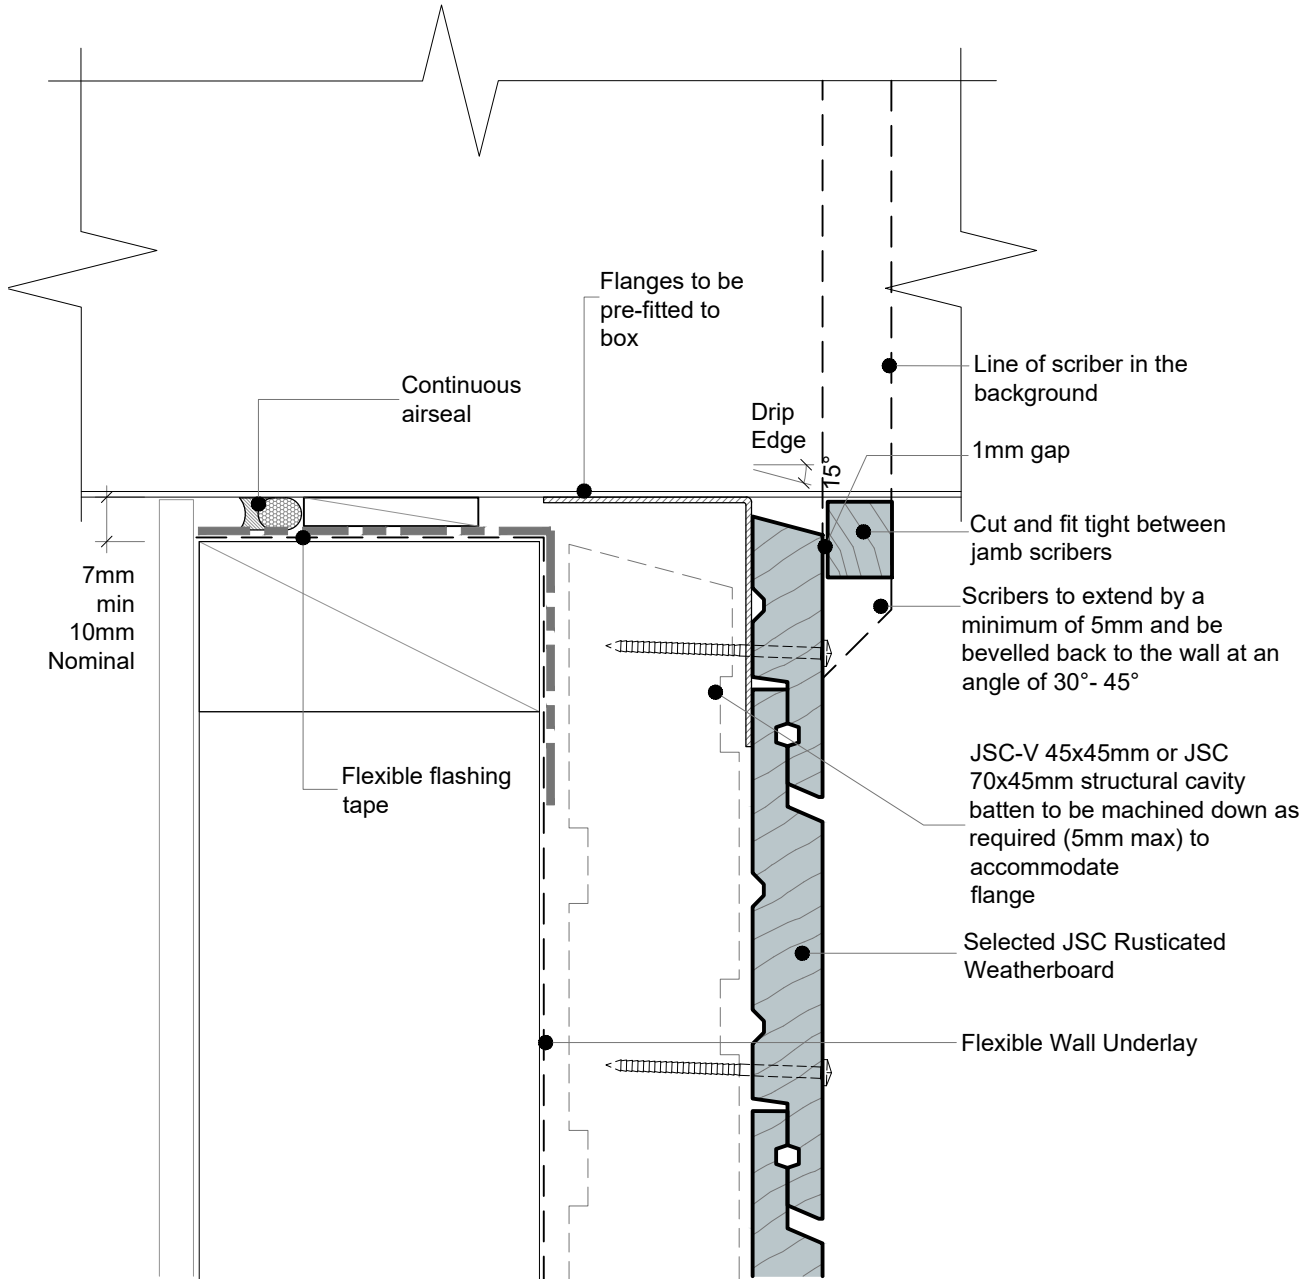 Flanges to be
pre-fitted to
box
Continuous
airseal
Line of scriber in the
background
Drip
Edge
15°
1mm gap
Cut and fit tight between
jamb scribers
7mm
min
10mm
Nominal
Scribers to extend by a
minimum of 5mm and be
bevelled back to the wall at an
angle of 30°- 45°
Flexible flashing
tape
JSC-V 45x45mm or JSC
70x45mm structural cavity
batten to be machined down as
required (5mm max) to
accommodate
flange
Selected JSC Rusticated
Weatherboard
Flexible Wall Underlay